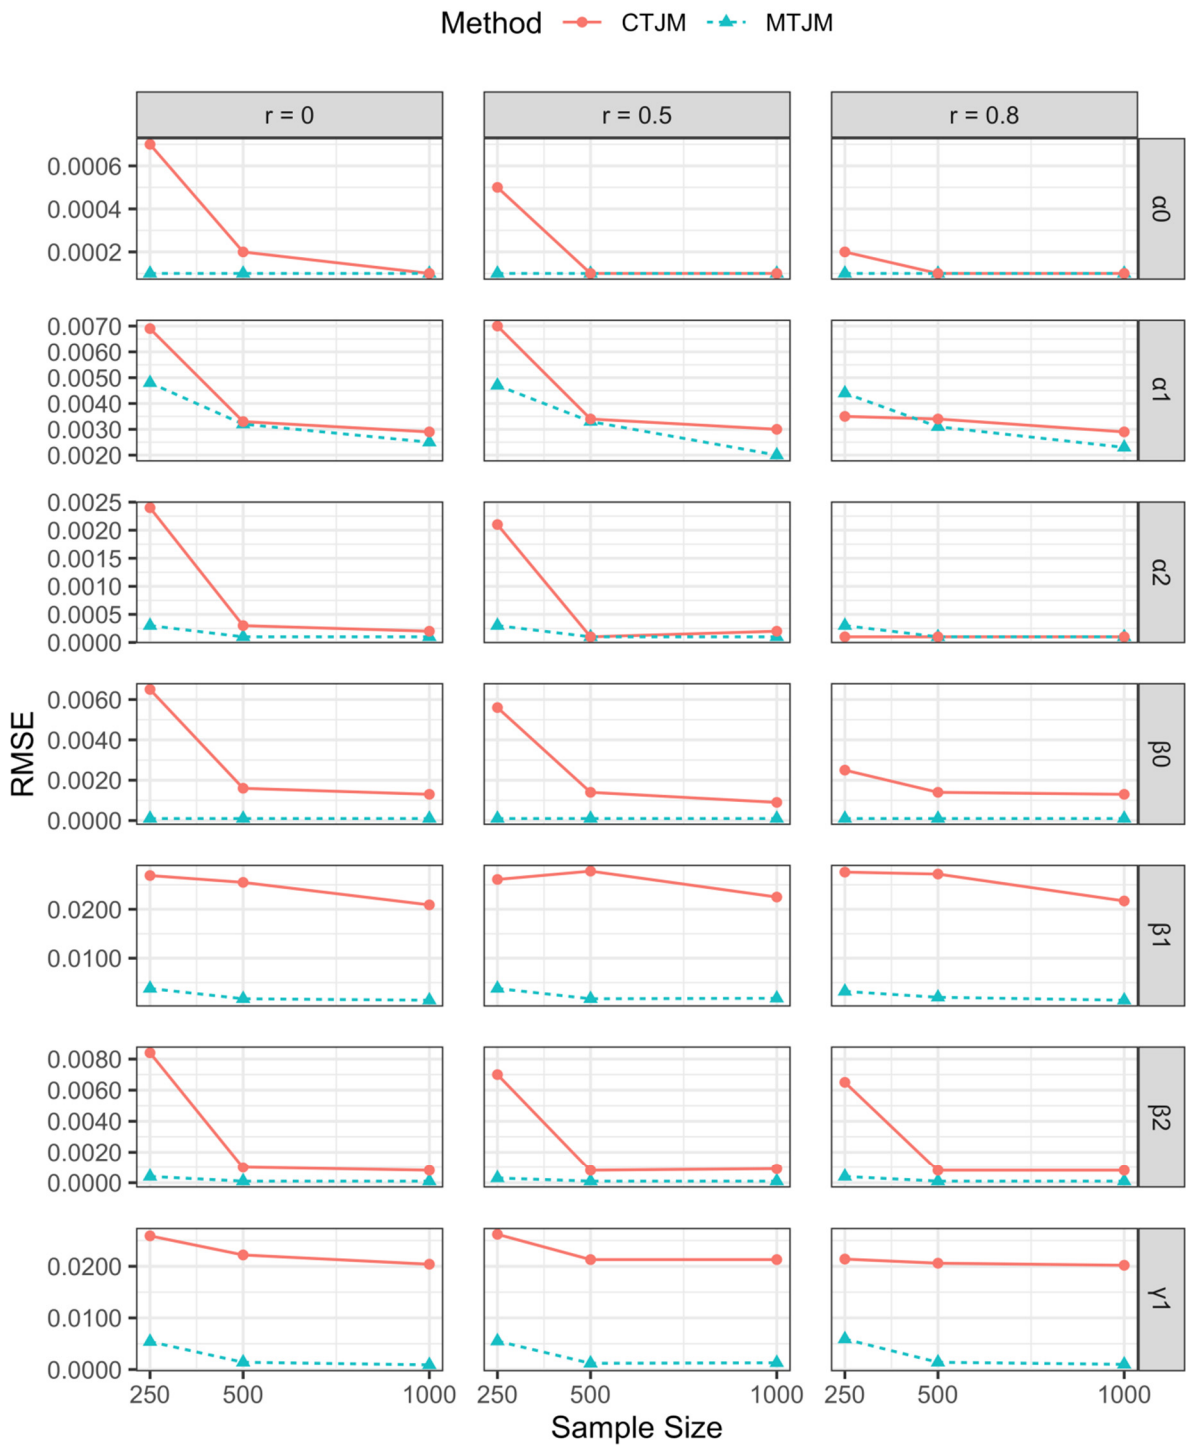 Method CTJM MTJM
r = 0 r = 0.5 r = 0.8
0.0006
0.0004
0.0002
α0
0.0070
0.0060
0.0050
0.0040
0.0030
0.0020
α1
0.0025
0.0020
0.0015
0.0010
0.0005
0.0000
α2
0.0060
0.0040
0.0020
0.0000
β0
RMSE
0.0200
0.0100
β1
0.0080
0.0060
0.0040
0.0020
0.0000
β2
0.0200
0.0100
0.0000
γ1
250 500 1000 250 500 1000 250 500 1000
Sample Size